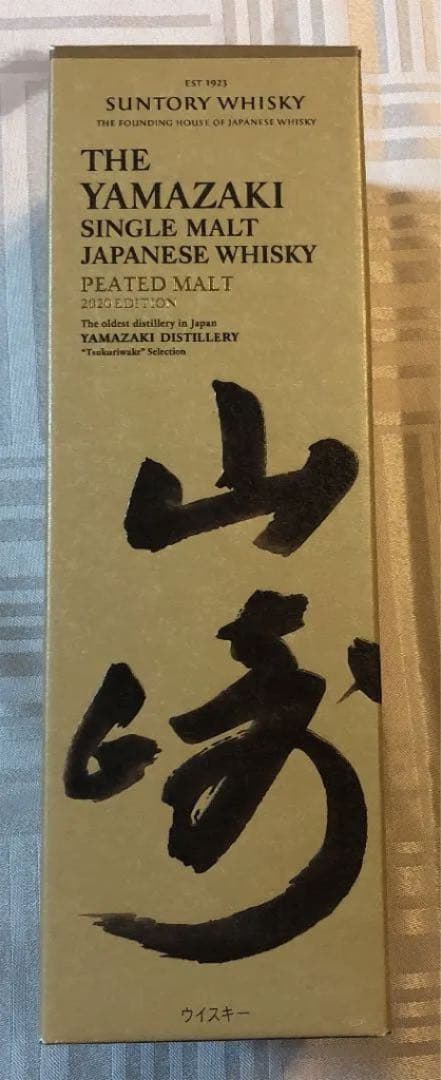 EST 1923
SUNTORY WHISKY
THE FOUNDING HOUSE OF JAPANESE WHISKY
THE
YAMAZAKI
SINGLE MALT
JAPANESE WHISKY
PEATED MALT
2020 EDITION
The oldest distillery in Japan
YAMAZAKI DISTILLERY
"Tsukuriwake" Selection
山
崎
ウイスキー